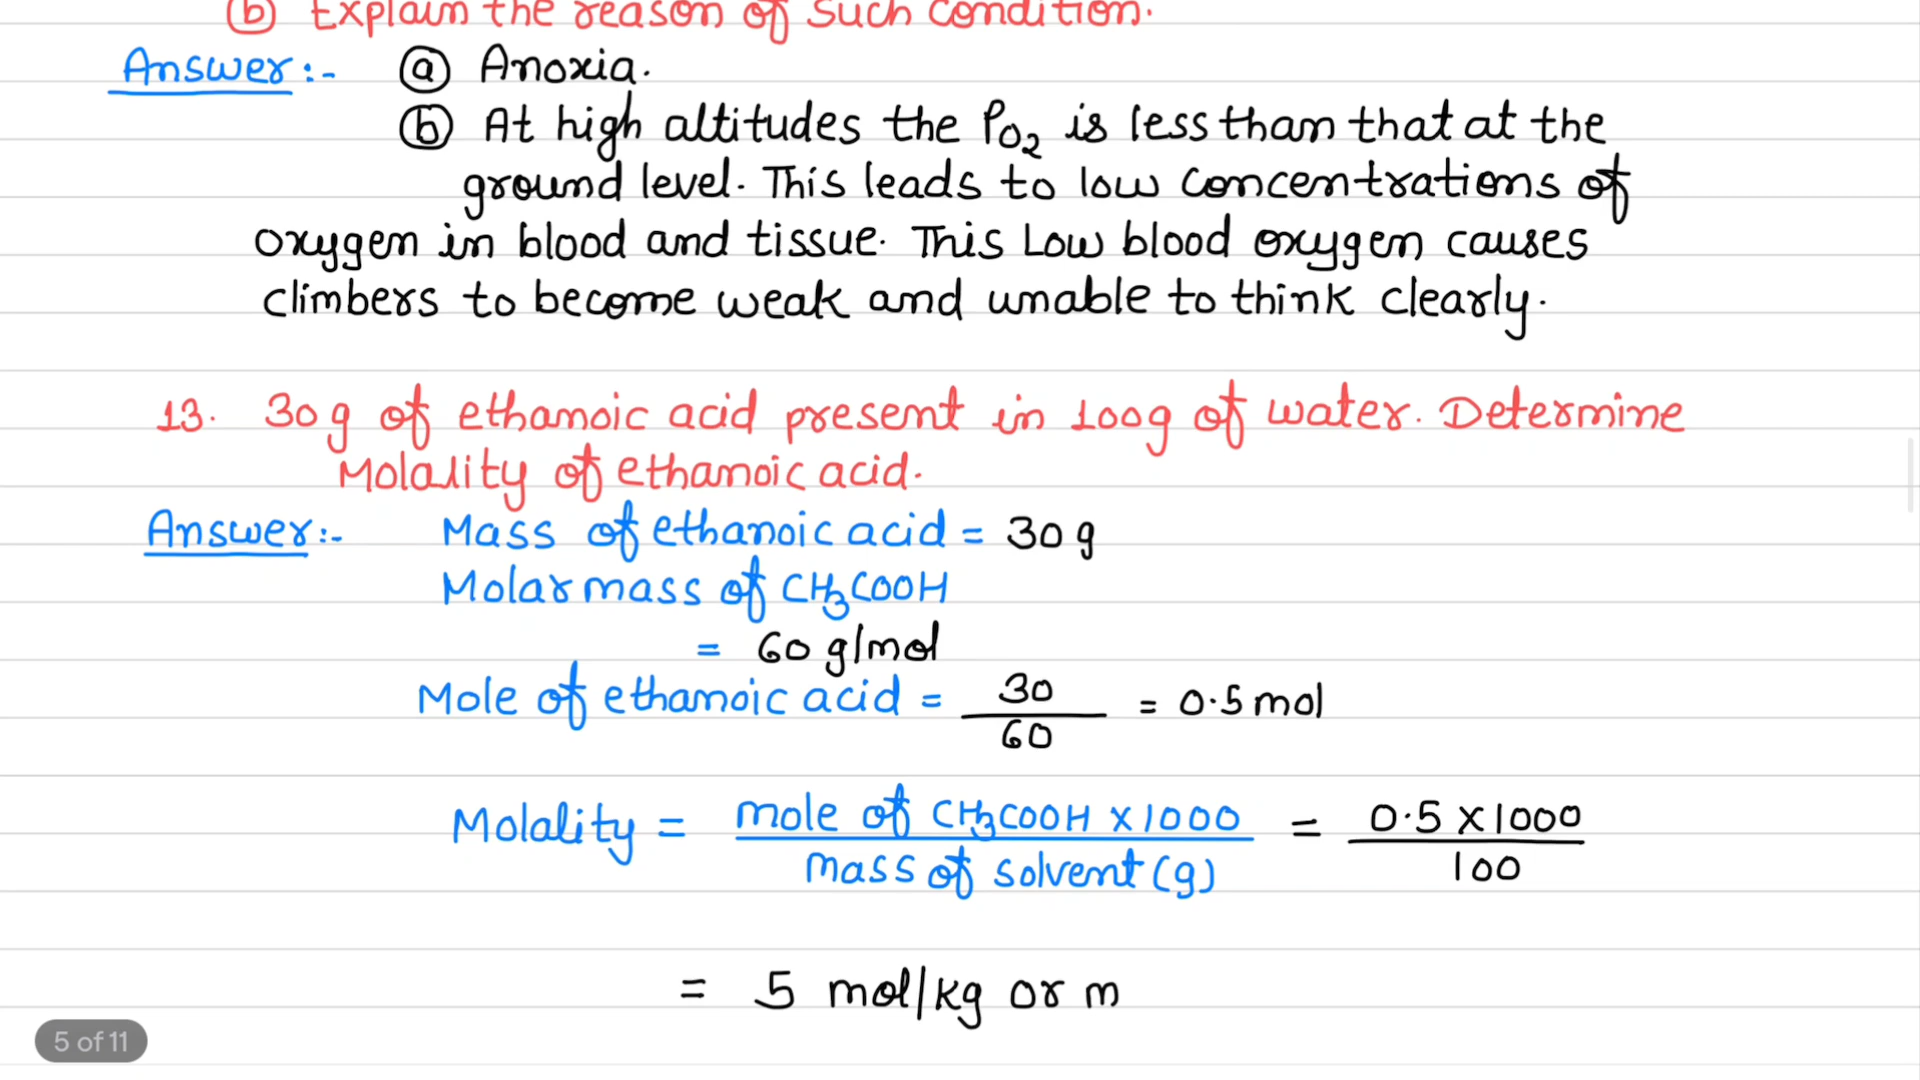 (b) Explain the reason of such condition.
Answer:- (a) Anoxia.
(b) At high altitudes the PO₂ is less than that at the
ground level. This leads to low concentrations of
oxygen in blood and tissue. This Low blood oxygen causes
climbers to become weak and unable to think clearly.
13. 30g of ethanoic acid present in 100g of water. Determine
Molality of ethanoic acid.
Answer:- Mass of ethanoic acid = 30 g
Molar mass of CH₃COOH
= 60 g/mol
Mole of ethanoic acid = 30/60 = 0.5 mol
Molality = mole of CH₃COOH x 1000 / mass of solvent (g) = 0.5 x 1000 / 100
= 5 mol/kg or m
5 of 11